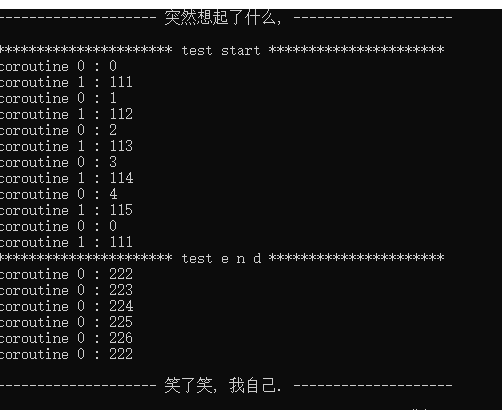 -------------------- 突然想起了什么, --------------------
********************** test start **********************
coroutine 0 : 0
coroutine 1 : 111
coroutine 0 : 1
coroutine 1 : 112
coroutine 0 : 2
coroutine 1 : 113
coroutine 0 : 3
coroutine 1 : 114
coroutine 0 : 4
coroutine 1 : 115
coroutine 0 : 0
coroutine 1 : 111
********************** test e n d **********************
coroutine 0 : 222
coroutine 0 : 223
coroutine 0 : 224
coroutine 0 : 225
coroutine 0 : 226
coroutine 0 : 222
-------------------- 笑了笑, 我自己. --------------------